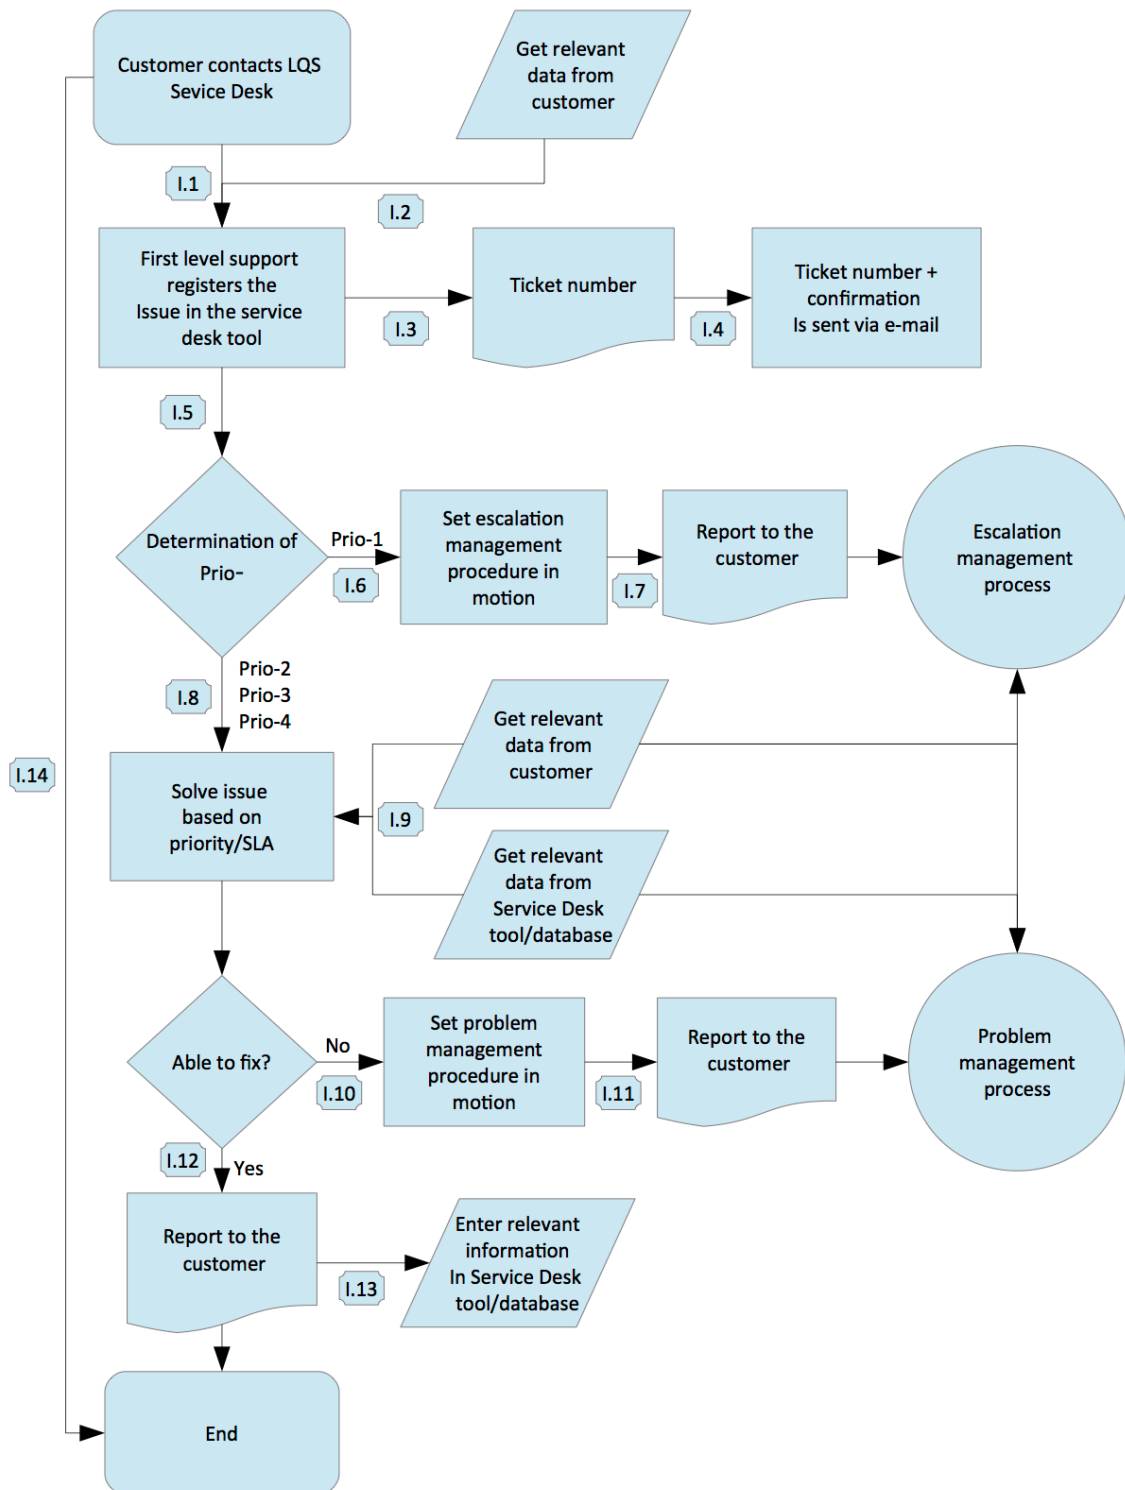 Customer contacts LQS
Sevice Desk
Get relevant
data from
customer
I.1
I.2
First level support
registers the
Issue in the service
desk tool
I.3
Ticket number
I.4
Ticket number +
confirmation
Is sent via e-mail
I.5
Determination of
Prio-
Prio-1
I.6
Set escalation
management
procedure in
motion
I.7
Report to the
customer
Escalation
management
process
I.8
Prio-2
Prio-3
Prio-4
Get relevant
data from
customer
I.14
Solve issue
based on
priority/SLA
I.9
Get relevant
data from
Service Desk
tool/database
Able to fix?
No
I.10
Set problem
management
procedure in
motion
I.11
Report to the
customer
Problem
management
process
I.12
Yes
Report to the
customer
I.13
Enter relevant
information
In Service Desk
tool/database
End